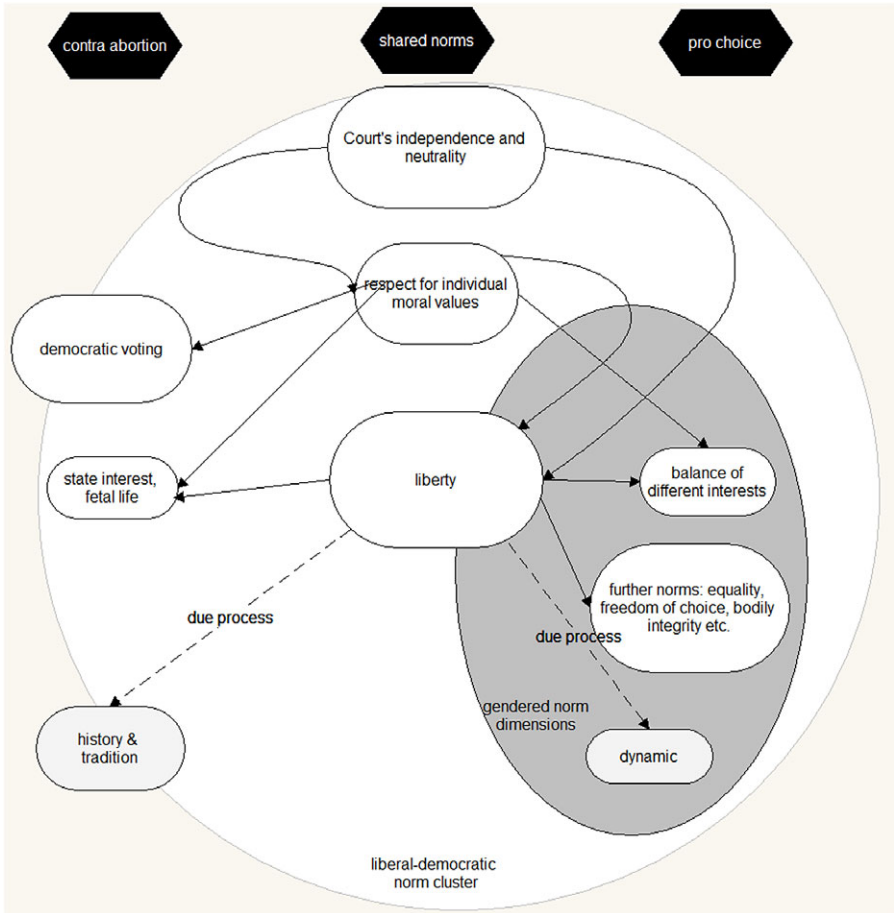 contra abortion
shared norms
pro choice
Court's independence and
neutrality
respect for individual
moral values
democratic voting
state interest,
fetal life
liberty
balance of
different interests
further norms: equality,
freedom of choice, bodily
integrity etc.
due process
due process
gendered norm
dimensions
history &
tradition
dynamic
liberal-democratic
norm cluster